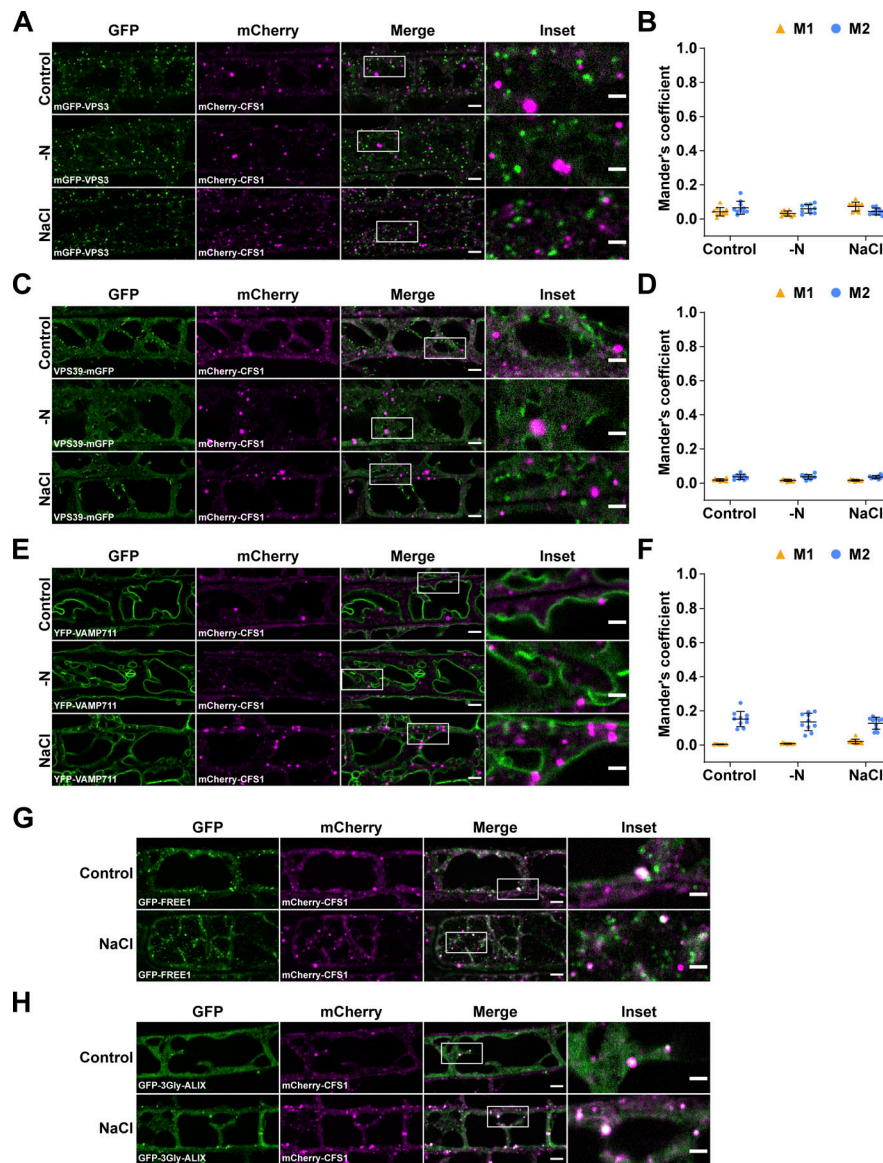 A
GFP mCherry Merge Inset
Control
mGFP-VPS3 mCherry-CFS1
-N
mGFP-VPS3 mCherry-CFS1
NaCl
mGFP-VPS3 mCherry-CFS1
B
M1 M2
Mander's coefficient
1.0
0.8
0.6
0.4
0.2
0.0
Control -N NaCl
C
GFP mCherry Merge Inset
Control
VPS39-mGFP mCherry-CFS1
-N
VPS39-mGFP mCherry-CFS1
NaCl
VPS39-mGFP mCherry-CFS1
D
M1 M2
Mander's coefficient
1.0
0.8
0.6
0.4
0.2
0.0
Control -N NaCl
E
GFP mCherry Merge Inset
Control
YFP-VAMP711 mCherry-CFS1
-N
YFP-VAMP711 mCherry-CFS1
NaCl
YFP-VAMP711 mCherry-CFS1
F
M1 M2
Mander's coefficient
1.0
0.8
0.6
0.4
0.2
0.0
Control -N NaCl
G
GFP mCherry Merge Inset
Control
GFP-FREE1 mCherry-CFS1
NaCl
GFP-FREE1 mCherry-CFS1
H
GFP mCherry Merge Inset
Control
GFP-3Gly-ALIX mCherry-CFS1
NaCl
GFP-3Gly-ALIX mCherry-CFS1